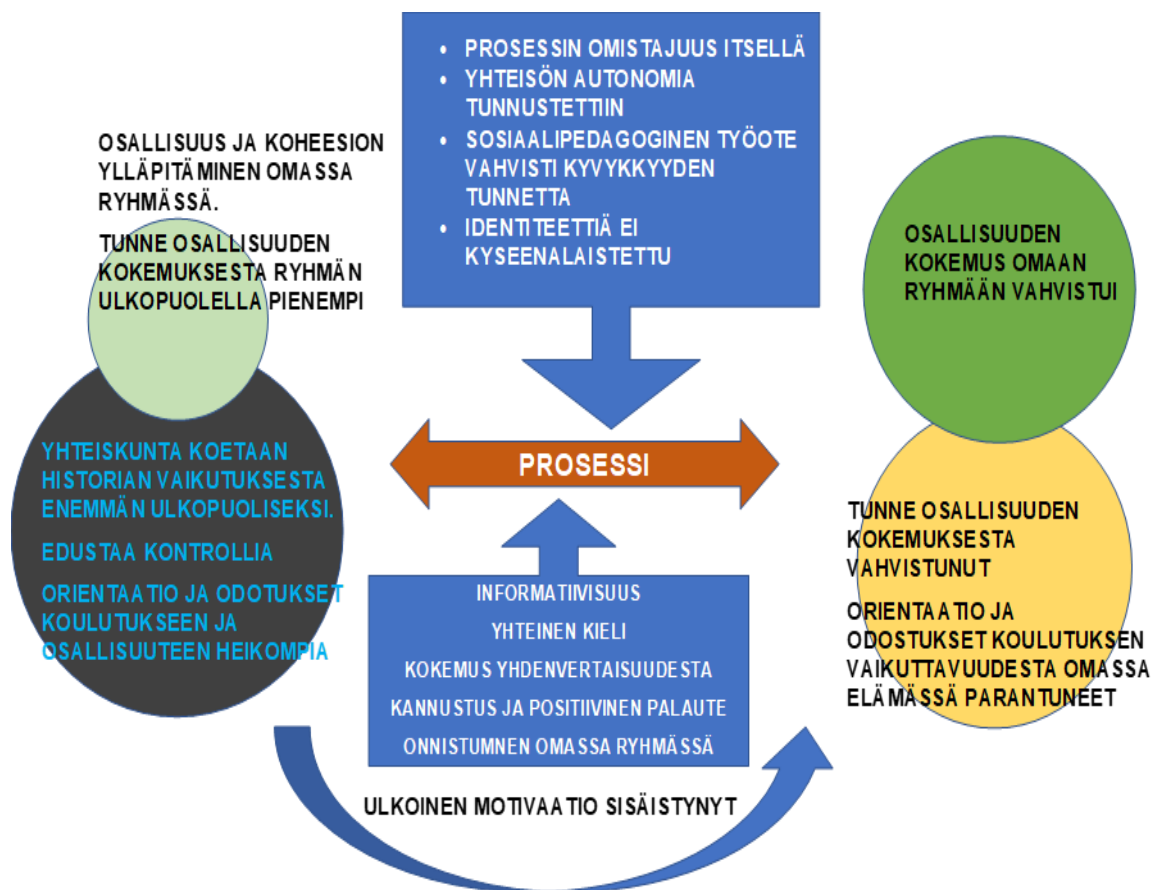 OSALLISUUS JA KOHEESION
YLLÄPITÄMINEN OMASSA
RYHMÄSSÄ.
TUNNE OSALLISUUDEN
KOKEMUKSESTA RYHMÄN
ULKOPUOLELLA PIENEMPI
YHTEISKUNTA KOETAAN
HISTORIAN VAIKUTUKSESTA
ENEMMÄN ULKOPUOLISEKSI.
EDUSTAA KONTROLLIA
ORIENTAATIO JA ODOTUKSET
KOULUTUKSEEN JA
OSALLISUUTEEN HEIKOMPIA
• PROSESSIN OMISTAJUUS ITSELLÄ
• YHTEISÖN AUTONOMIA
TUNNUSTETTIIN
• SOSIAALIPEDAGOGINEN TYÖOTE
VAHVISTI KYVYKKYYDEN
TUNNETTA
• IDENTITEETTIÄ EI
KYSEENALAISTETTU
PROSESSI
INFORMATIIVISUUS
YHTEINEN KIELI
KOKEMUS YHDENVERTAISUUDESTA
KANNUSTUS JA POSITIIVINEN PALAUTE
ONNISTUMNEN OMASSA RYHMÄSSÄ
ULKOINEN MOTIVAATIO SISÄISTYNYT
OSALLISUUDEN
KOKEMUS OMAAN
RYHMÄÄN VAHVISTUI
TUNNE OSALLISUUDEN
KOKEMUKSESTA
VAHVISTUNUT
ORIENTAATIO JA
ODOSTUKSET KOULUTUKSEN
VAIKUTTAVUUDESTA OMASSA
ELÄMÄSSÄ PARANTUNEET